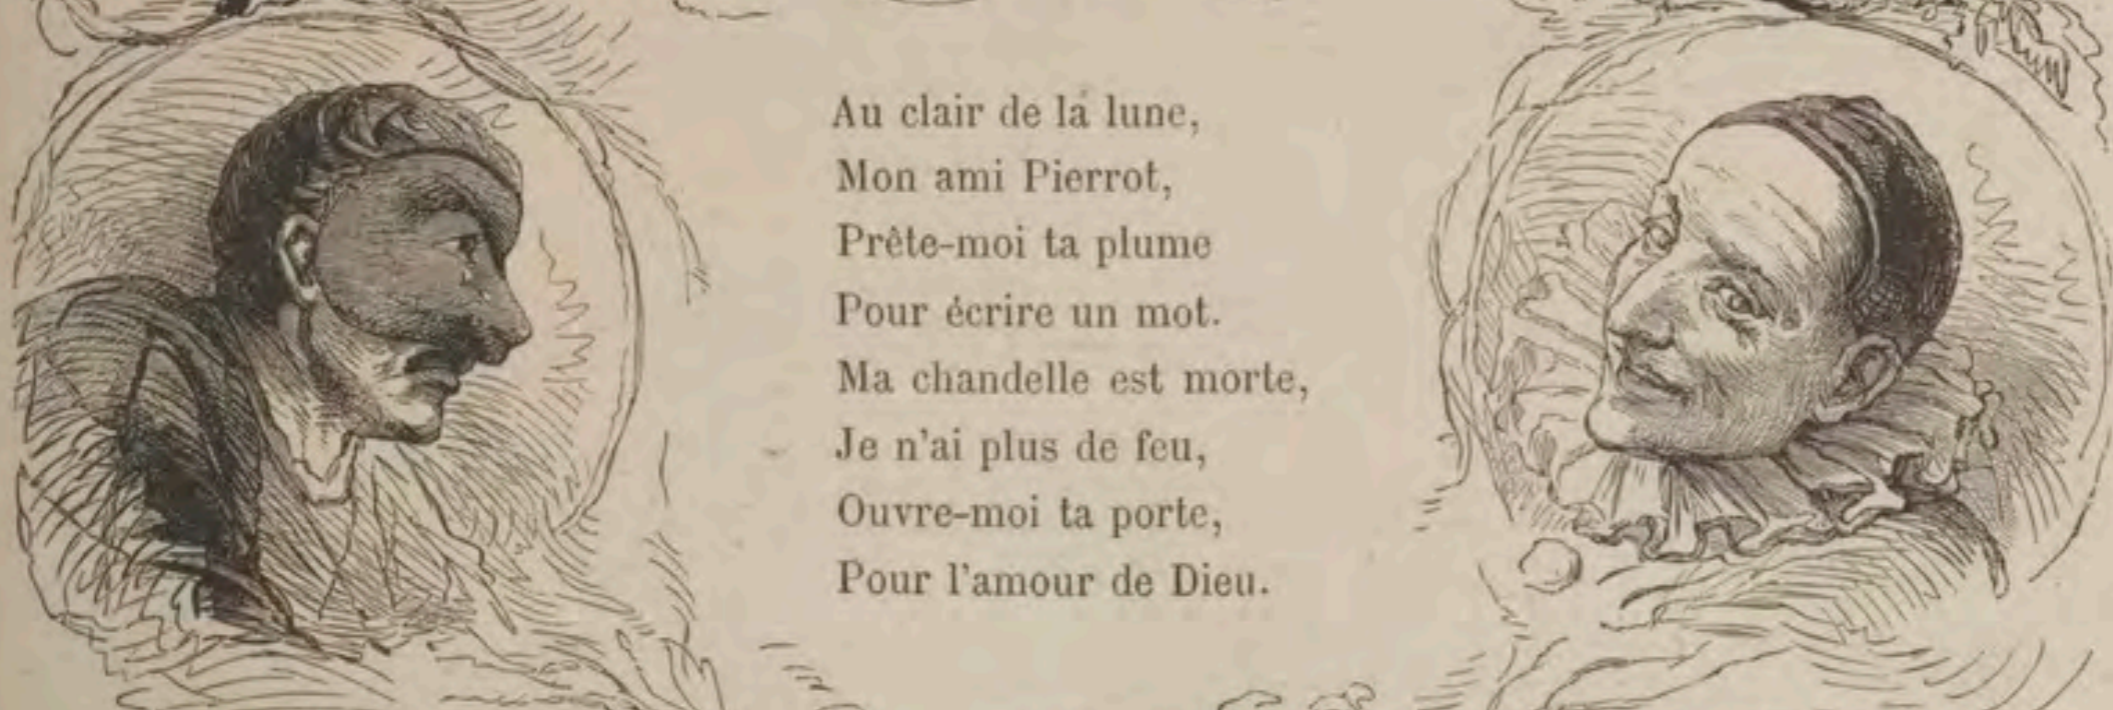 Au clair de la lune,
Mon ami Pierrot,
Prête-moi ta plume
Pour écrire un mot.
Ma chandelle est morte,
Je n'ai plus de feu,
Ouvre-moi ta porte,
Pour l'amour de Dieu.